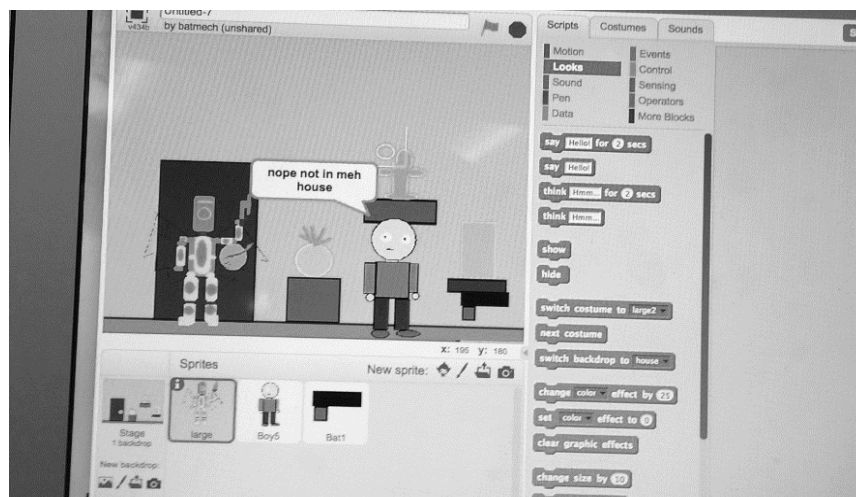 Untitled-7
by batmech (unshared)
v434b
Scripts
Costumes
Sounds
Motion
Looks
Sound
Pen
Data
Events
Control
Sensing
Operators
More Blocks
nope not in meh
house
say Hello! for 2 secs
say Hello!
think Hmm... for 2 secs
think Hmm...
show
hide
switch costume to large2
next costume
switch backdrop to house
change color effect by 25
set color effect to 0
clear graphic effects
change size by 10
x: 195 y: 180
Sprites
New sprite:
Stage
1 backdrop
large
Boy5
Bat1
New backdrop: